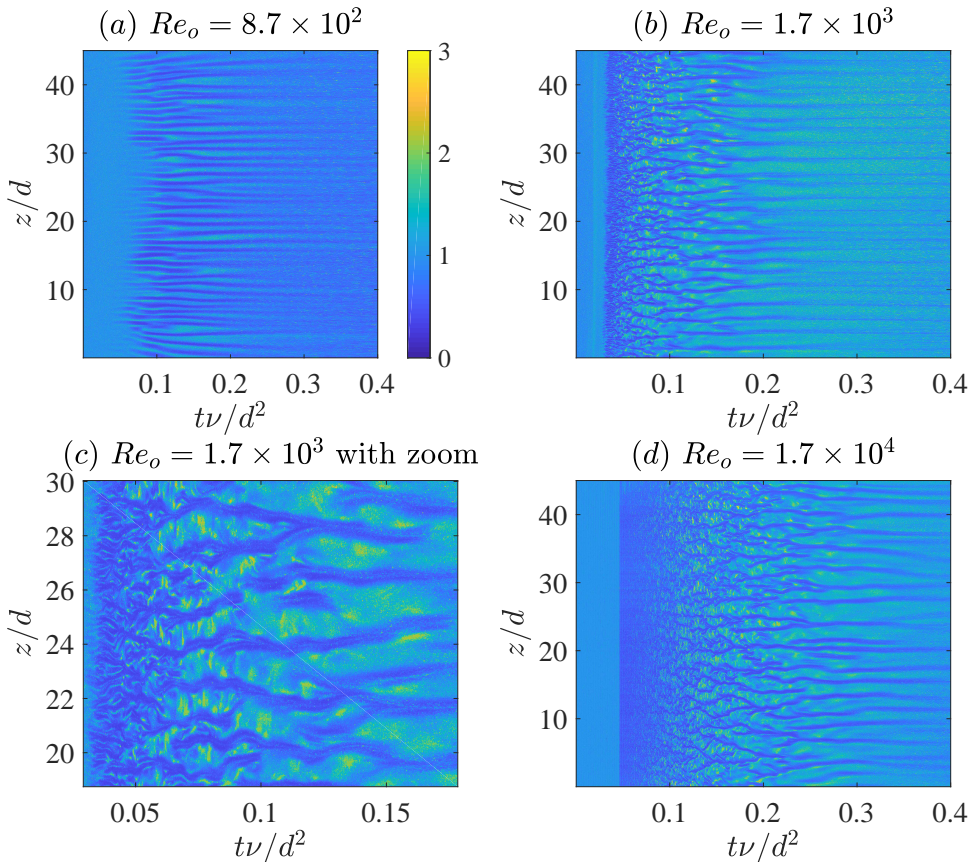 (a) Re_o = 8.7 × 10^2
(b) Re_o = 1.7 × 10^3
40
30
20
10
z/d
0.1 0.2 0.3 0.4
tν/d^2
3
2
1
0
40
30
20
10
z/d
0.1 0.2 0.3 0.4
tν/d^2
(c) Re_o = 1.7 × 10^3 with zoom
(d) Re_o = 1.7 × 10^4
30
28
26
24
22
20
z/d
0.05 0.1 0.15
tν/d^2
40
30
20
10
z/d
0.1 0.2 0.3 0.4
tν/d^2